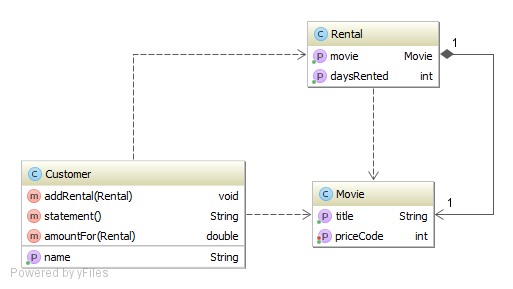 C Rental
P movie Movie
P daysRented int
1
C Customer
m addRental(Rental) void
m statement() String
m amountFor(Rental) double
P name String
C Movie
P title String
P priceCode int
1
Powered by yFiles